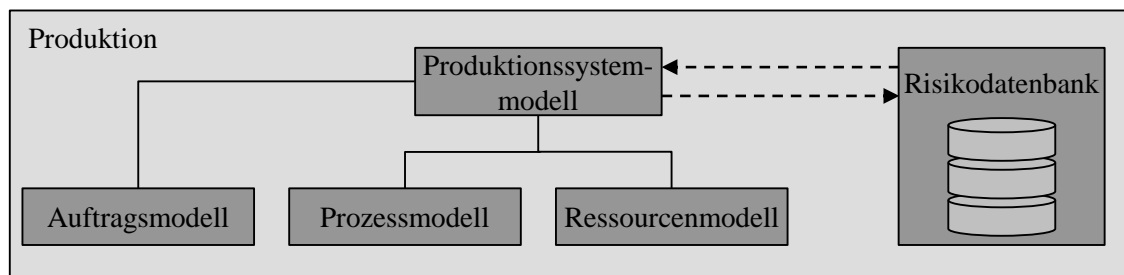 Produktion
Produktionssystem-
modell
Risikodatenbank
Auftragsmodell
Prozessmodell
Ressourcenmodell